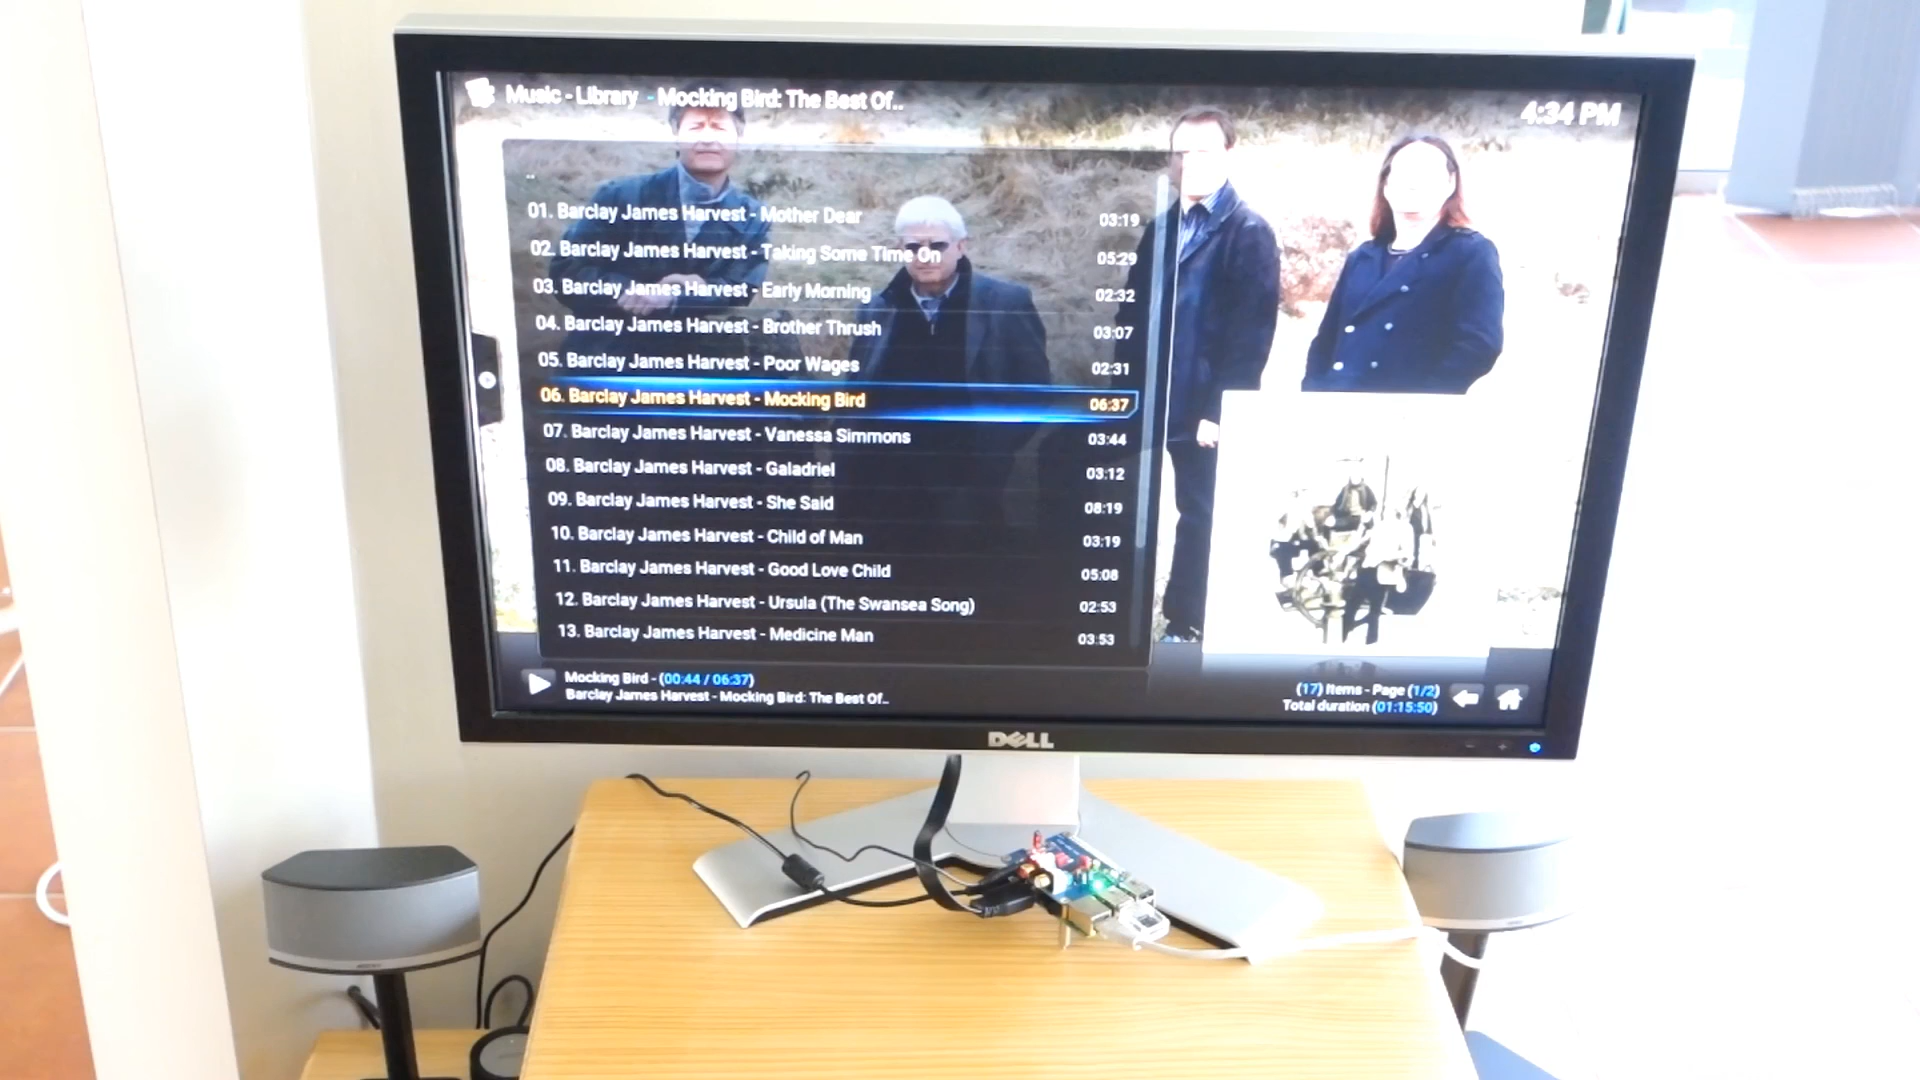 Music - Library - Mocking Bird: The Best Of..
4:34 PM
..
01. Barclay James Harvest - Mother Dear 03:19
02. Barclay James Harvest - Taking Some Time On 05:29
03. Barclay James Harvest - Early Morning 02:32
04. Barclay James Harvest - Brother Thrush 03:07
05. Barclay James Harvest - Poor Wages 02:31
06. Barclay James Harvest - Mocking Bird 06:37
07. Barclay James Harvest - Vanessa Simmons 03:44
08. Barclay James Harvest - Galadriel 03:12
09. Barclay James Harvest - She Said 08:19
10. Barclay James Harvest - Child of Man 03:19
11. Barclay James Harvest - Good Love Child 05:08
12. Barclay James Harvest - Ursula (The Swansea Song) 02:53
13. Barclay James Harvest - Medicine Man 03:53
Mocking Bird - (00:44 / 06:37)
Barclay James Harvest - Mocking Bird: The Best Of..
(17) Items - Page (1/2)
Total duration (01:15:50)
DELL